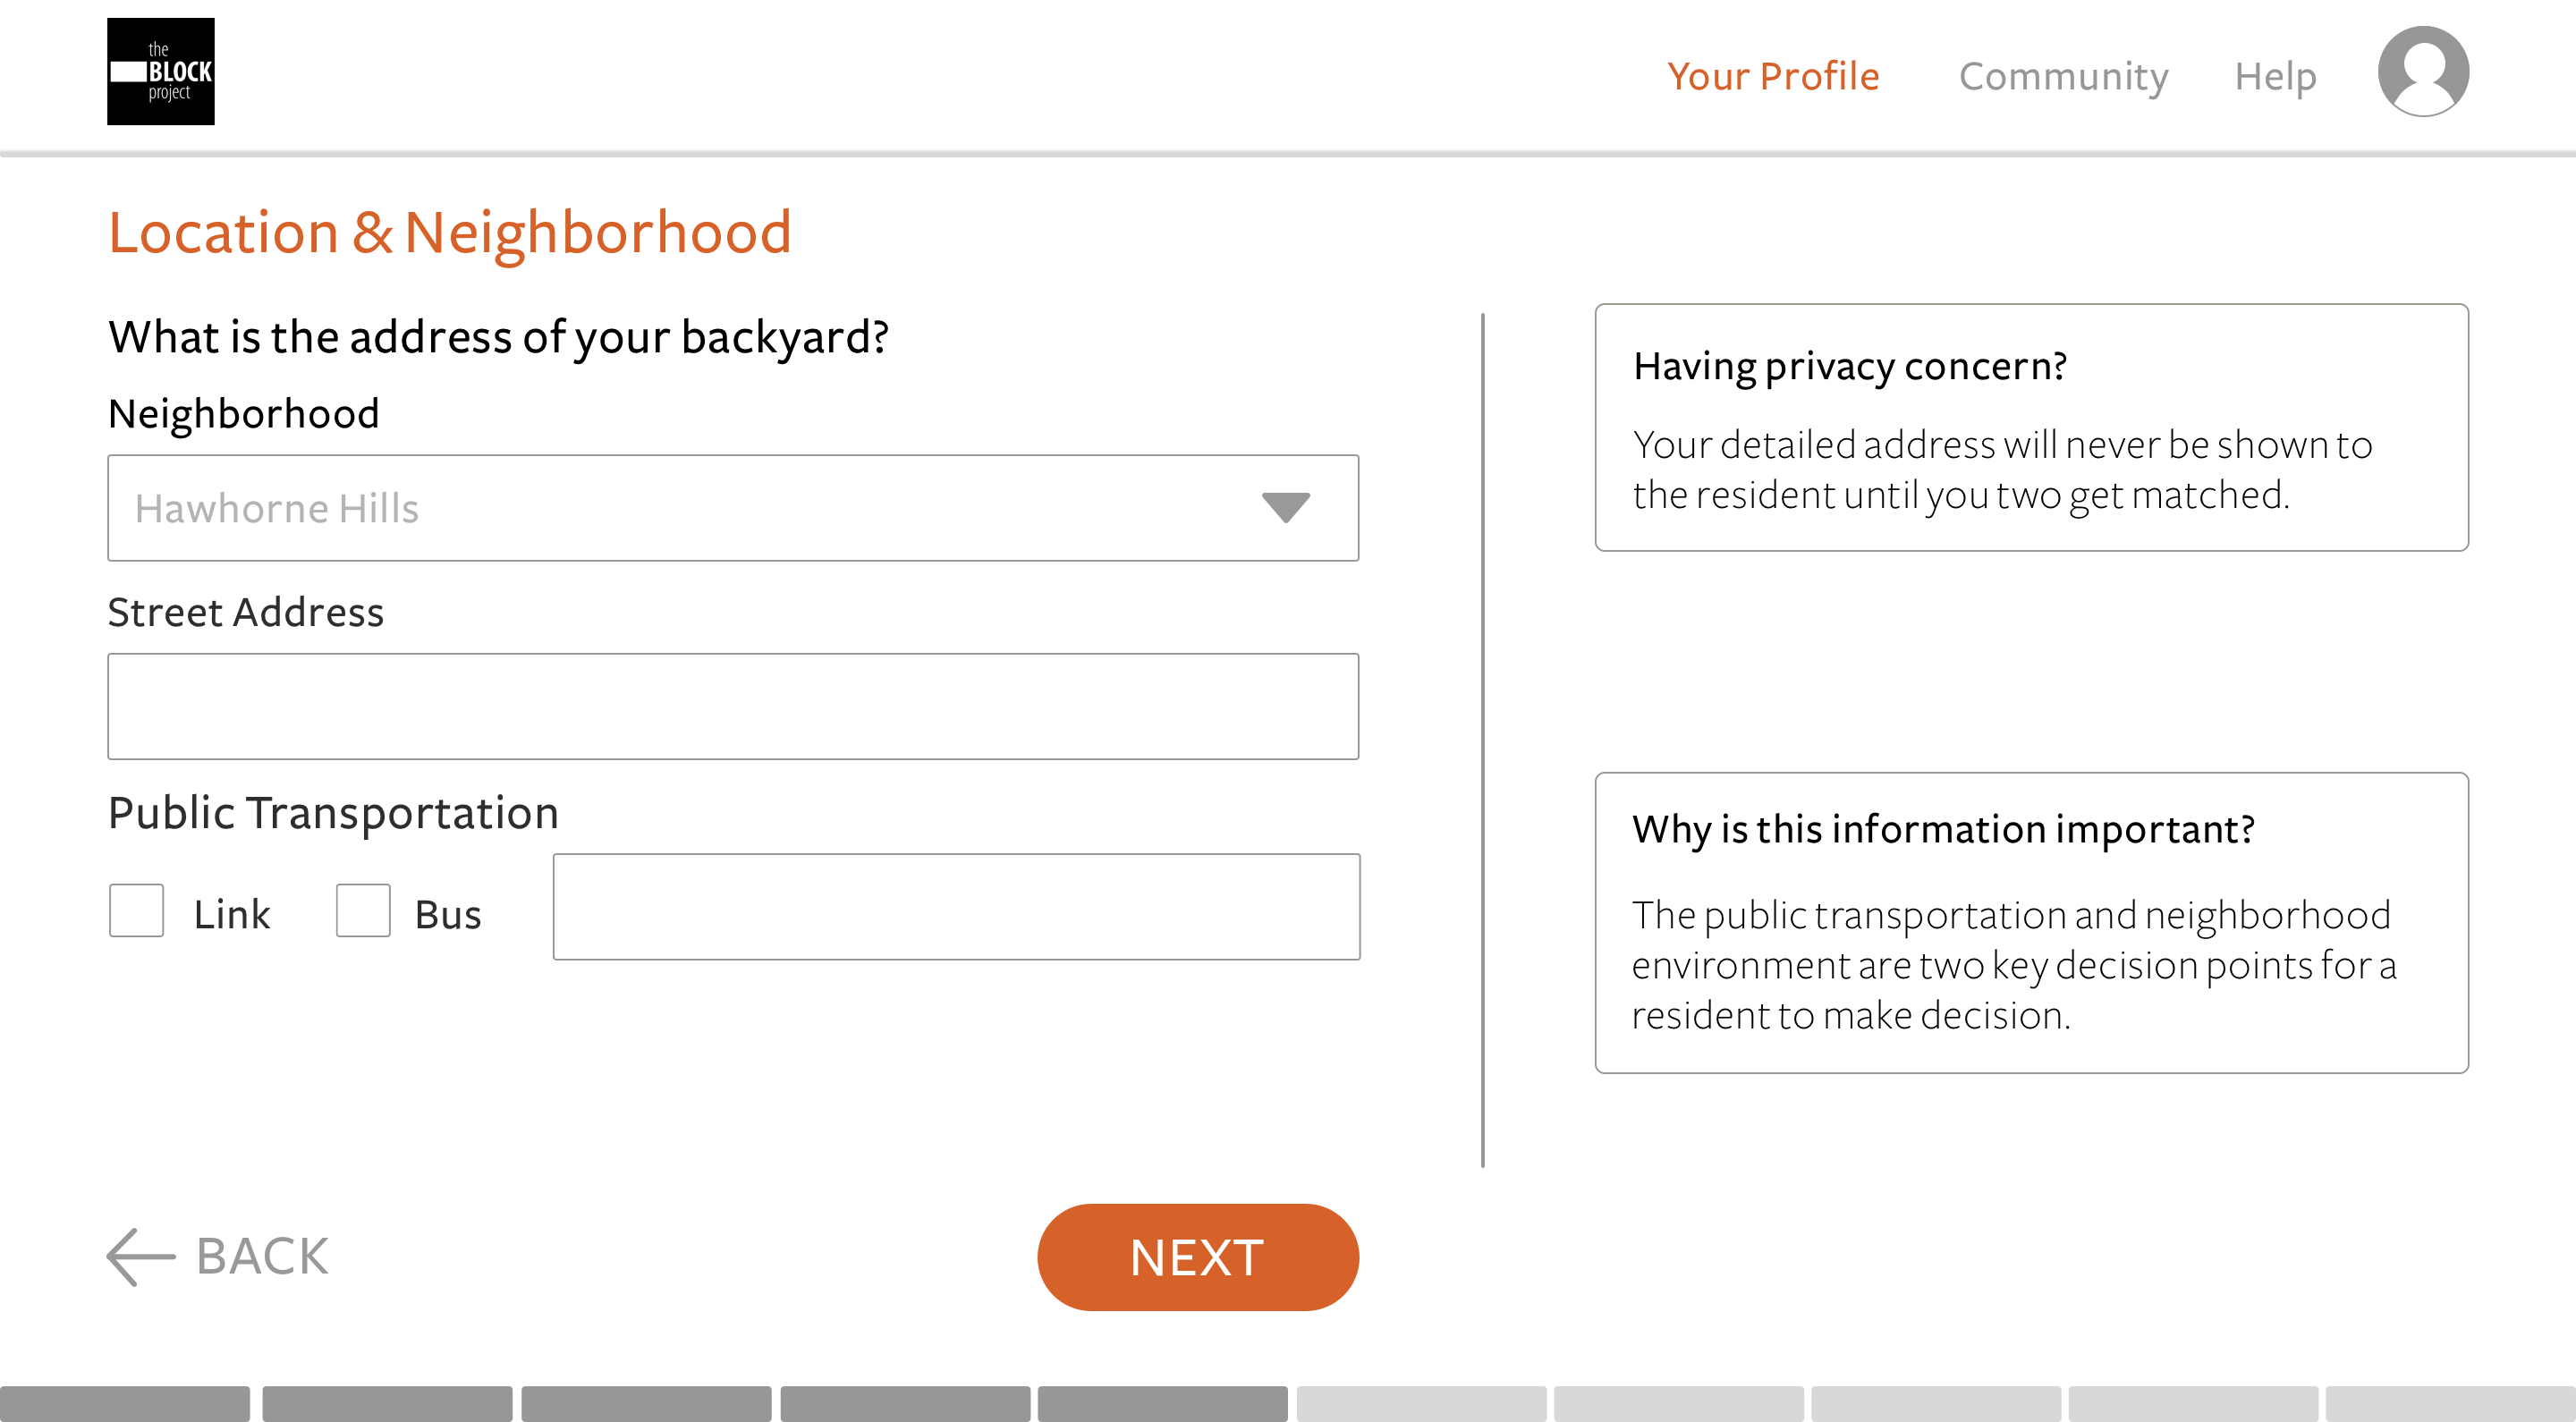 the
BLOCK
project
Your Profile
Community
Help
Location & Neighborhood
What is the address of your backyard?
Neighborhood
Hawhorne Hills
Street Address
Public Transportation
Link
Bus
Having privacy concern?
Your detailed address will never be shown to
the resident until you two get matched.
Why is this information important?
The public transportation and neighborhood
environment are two key decision points for a
resident to make decision.
BACK
NEXT